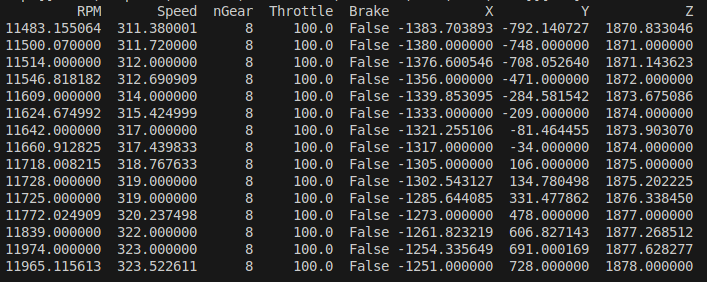 RPM Speed nGear Throttle Brake X Y Z
11483.155064 311.380001 8 100.0 False -1383.703893 -792.140727 1870.833046
11500.070000 311.720000 8 100.0 False -1380.000000 -748.000000 1871.000000
11514.000000 312.000000 8 100.0 False -1376.600546 -708.052640 1871.143623
11546.818182 312.690909 8 100.0 False -1356.000000 -471.000000 1872.000000
11609.000000 314.000000 8 100.0 False -1339.853095 -284.581542 1873.675086
11624.674992 315.424999 8 100.0 False -1333.000000 -209.000000 1874.000000
11642.000000 317.000000 8 100.0 False -1321.255106 -81.464455 1873.903070
11660.912825 317.439833 8 100.0 False -1317.000000 -34.000000 1874.000000
11718.008215 318.767633 8 100.0 False -1305.000000 106.000000 1875.000000
11728.000000 319.000000 8 100.0 False -1302.543127 134.780498 1875.202225
11725.000000 319.000000 8 100.0 False -1285.644085 331.477862 1876.338450
11772.024909 320.237498 8 100.0 False -1273.000000 478.000000 1877.000000
11839.000000 322.000000 8 100.0 False -1261.823219 606.827143 1877.268512
11974.000000 323.000000 8 100.0 False -1254.335649 691.000169 1877.628277
11965.115613 323.522611 8 100.0 False -1251.000000 728.000000 1878.000000